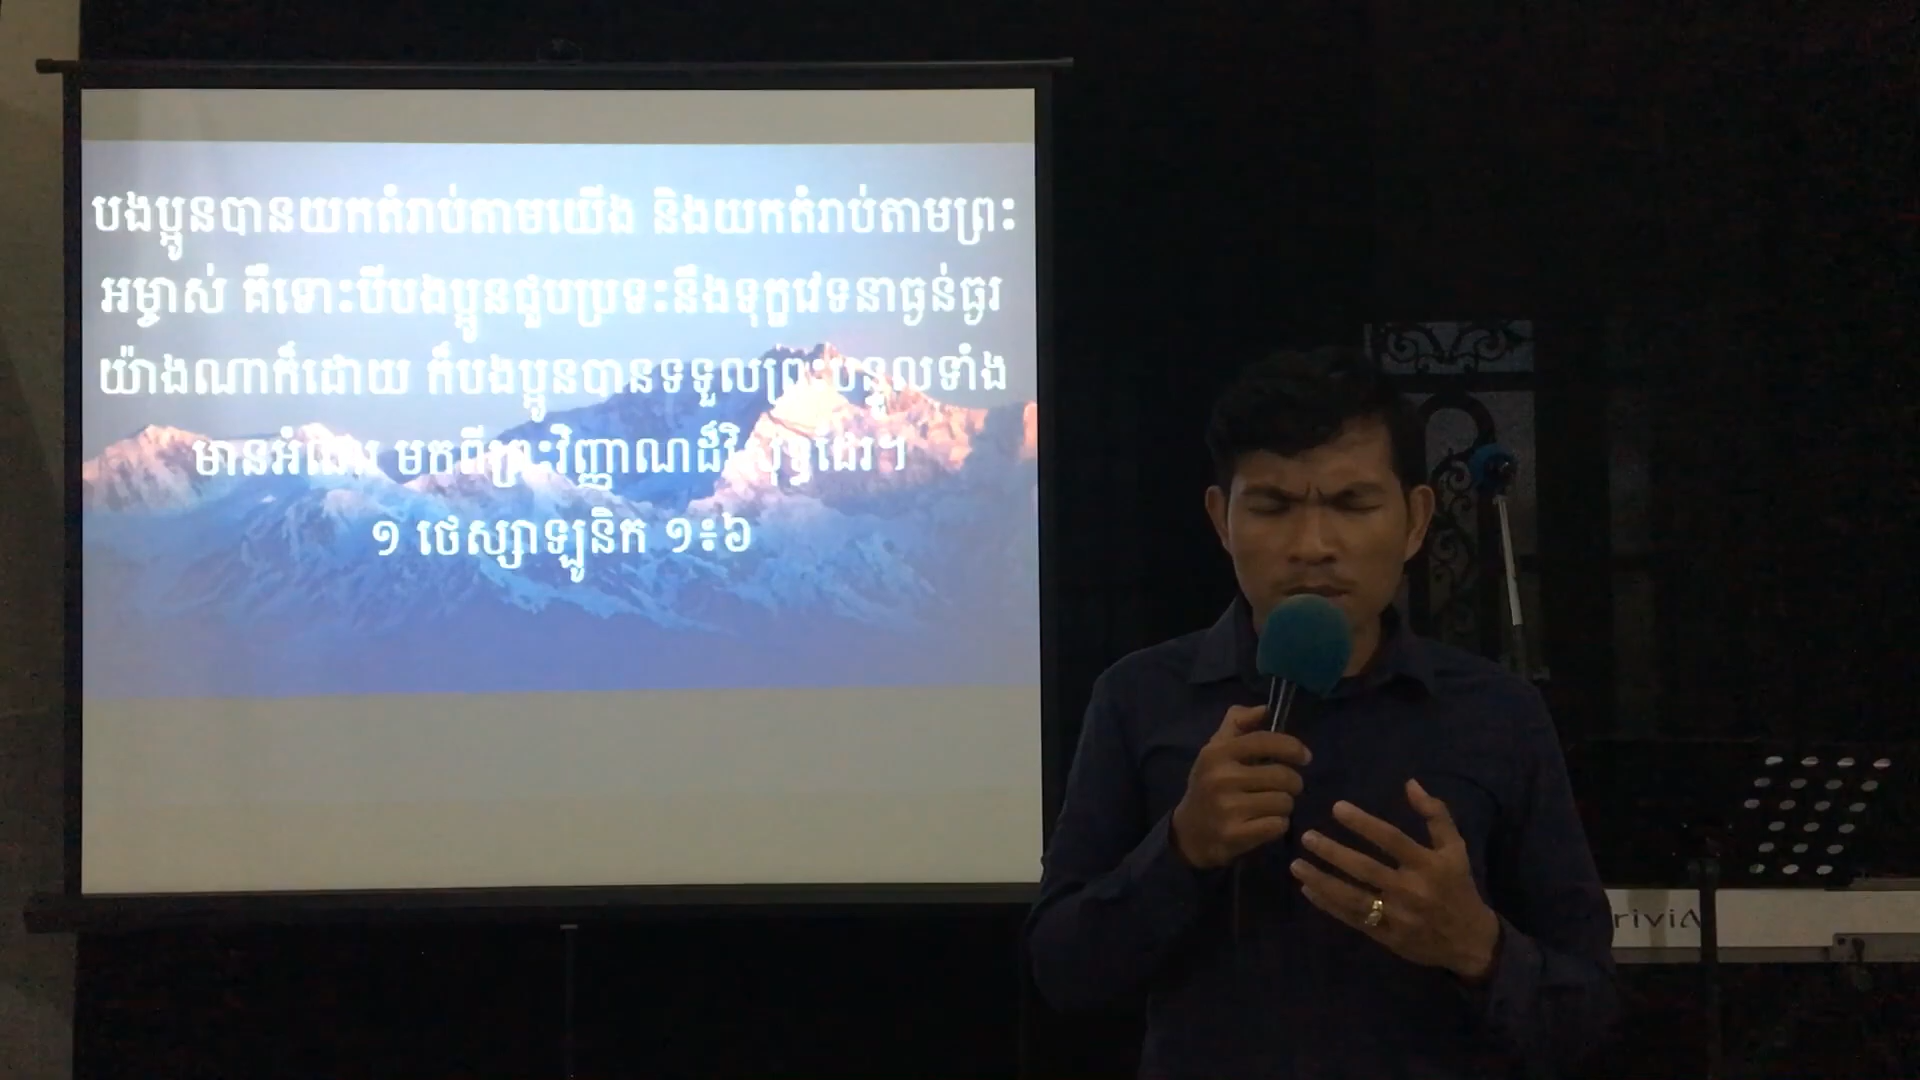 បងប្អូនបានយកតំរាប់តាមយើង និងយកតំរាប់តាមព្រះ
អម្ចាស់ គឺទោះបីបងប្អូនជួបប្រទះនឹងទុក្ខវេទនាធ្ងន់ធ្ងរ
យ៉ាងណាក៏ដោយ ក៏បងប្អូនបានទទួលព្រះបន្ទូលទាំង
មានអំណរ មកពីព្រះវិញ្ញាណដ៏វិសុទ្ធដែរ។
១ ថេស្សាឡូនិក ១៖៦
riviA